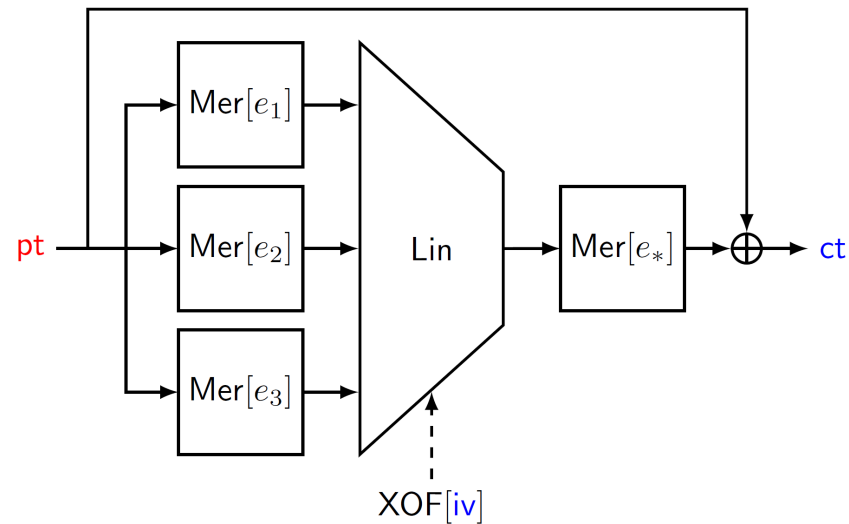 Mer[e₁]
pt
Mer[e₂]
Lin
Mer[e∗]
ct
Mer[e₃]
XOF[iv]